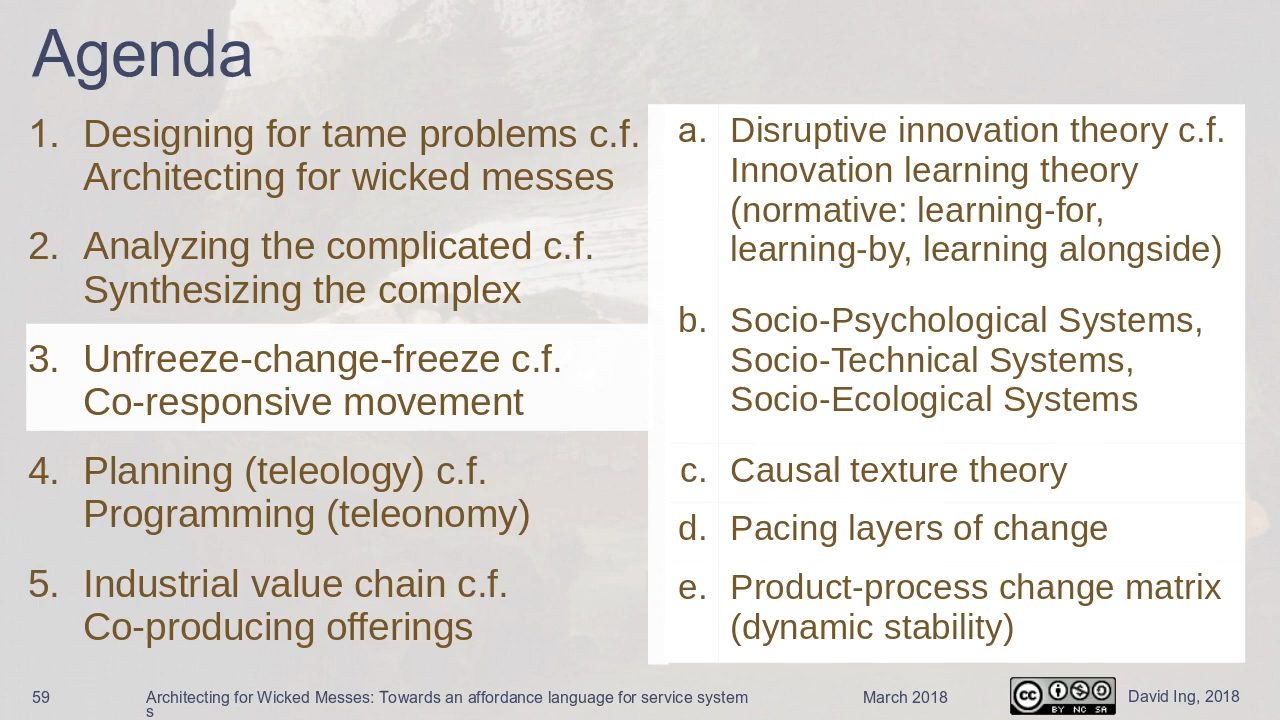 Agenda
1. Designing for tame problems c.f.
Architecting for wicked messes
2. Analyzing the complicated c.f.
Synthesizing the complex
3. Unfreeze-change-freeze c.f.
Co-responsive movement
4. Planning (teleology) c.f.
Programming (teleonomy)
5. Industrial value chain c.f.
Co-producing offerings
a. Disruptive innovation theory c.f.
Innovation learning theory
(normative: learning-for,
learning-by, learning alongside)
b. Socio-Psychological Systems,
Socio-Technical Systems,
Socio-Ecological Systems
c. Causal texture theory
d. Pacing layers of change
e. Product-process change matrix
(dynamic stability)
59
Architecting for Wicked Messes: Towards an affordance language for service system
s
March 2018
cc BY NC SA
David Ing, 2018